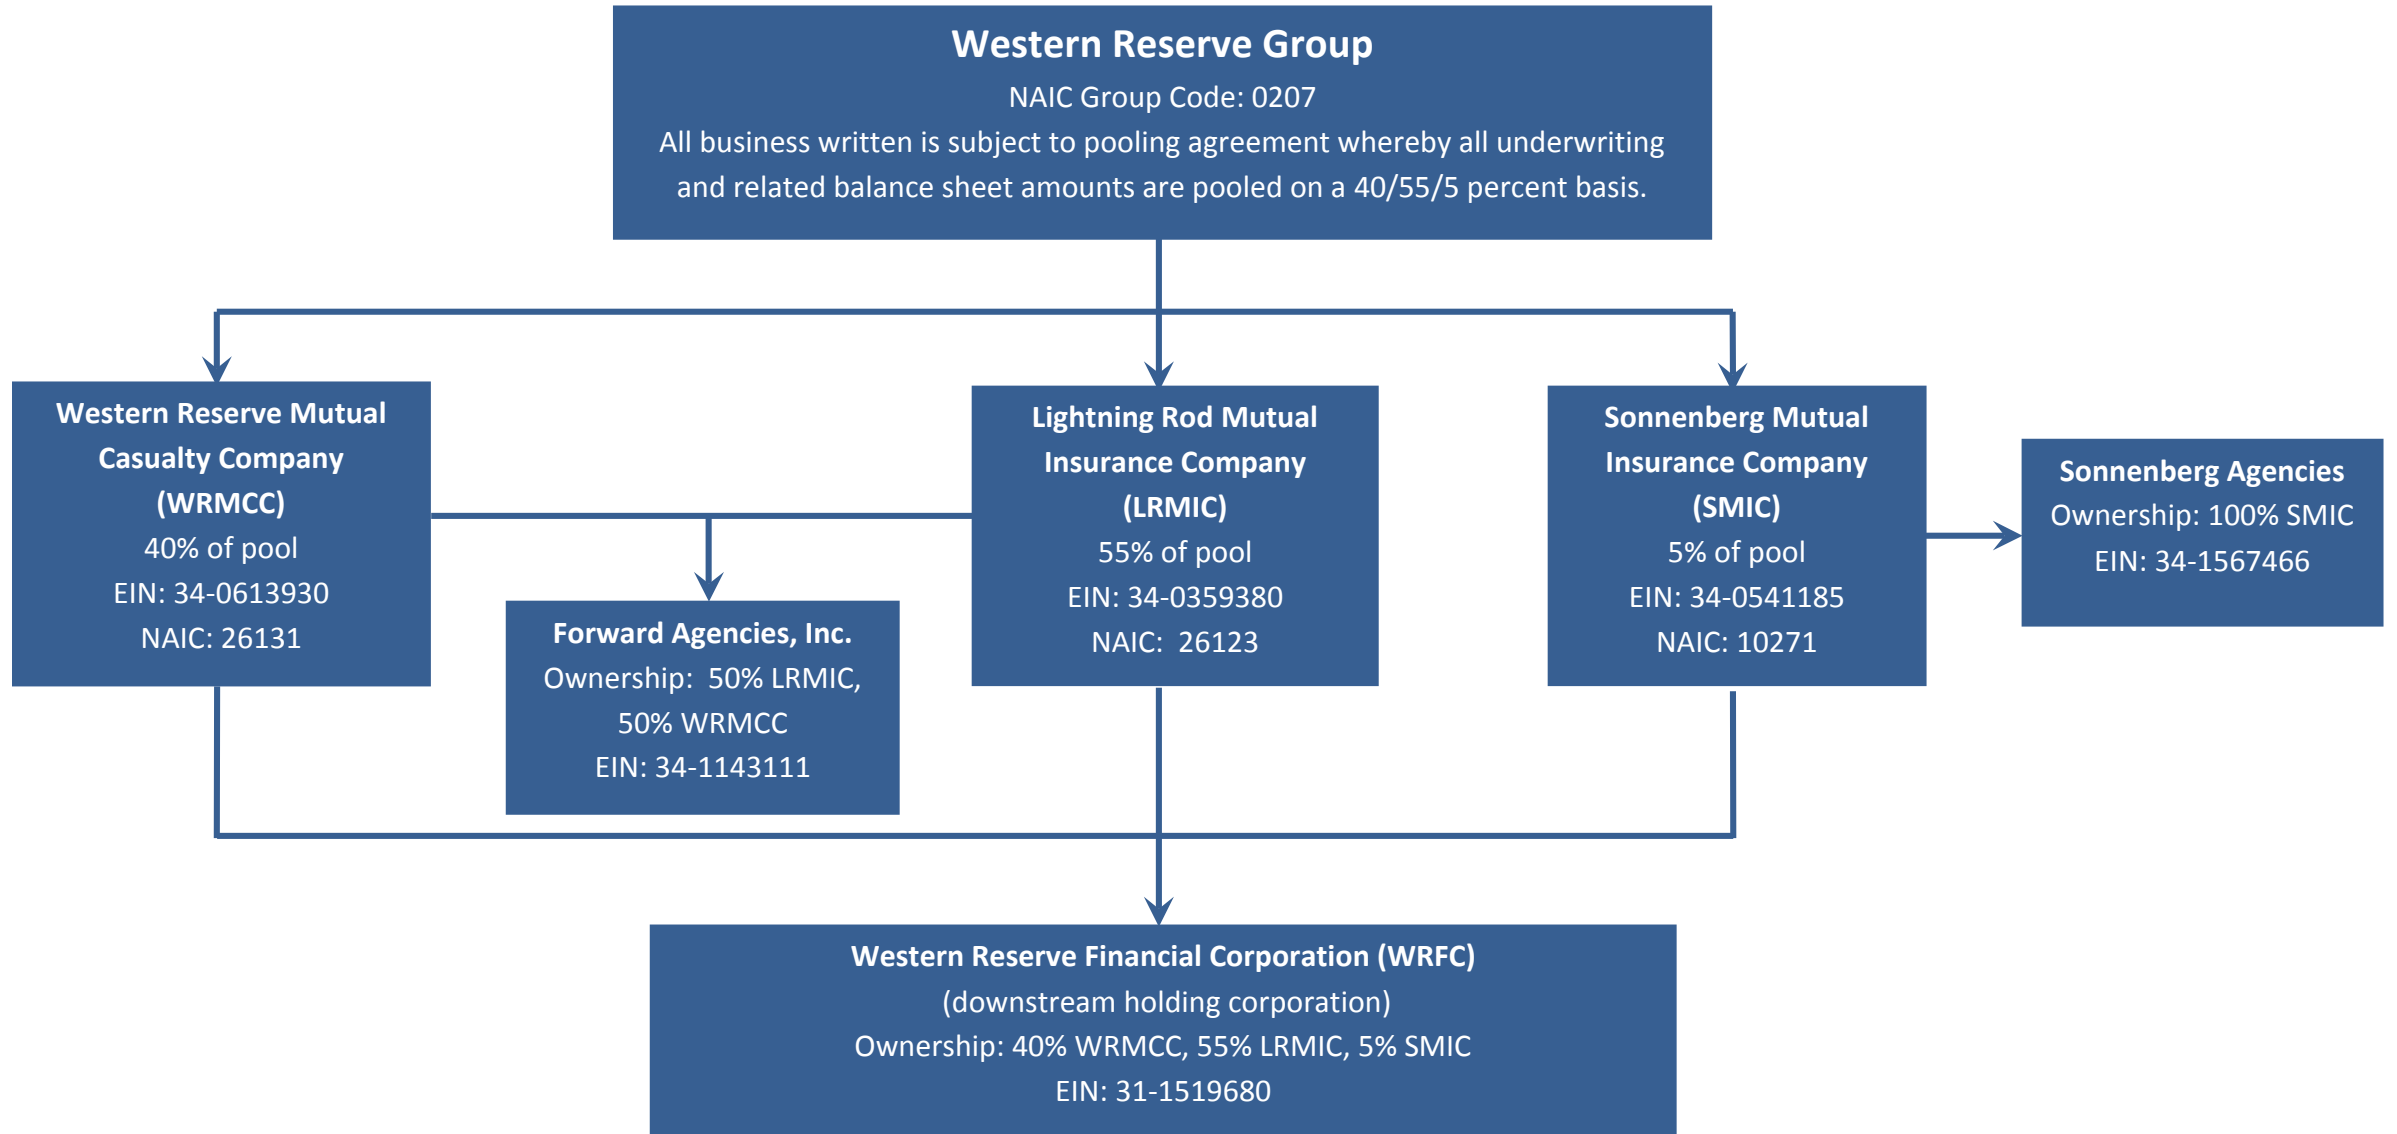 Western Reserve Group
NAIC Group Code: 0207
All business written is subject to pooling agreement whereby all underwriting
and related balance sheet amounts are pooled on a 40/55/5 percent basis.
Western Reserve Mutual
Casualty Company
(WRMCC)
40% of pool
EIN: 34-0613930
NAIC: 26131
Forward Agencies, Inc.
Ownership:  50% LRMIC,
50% WRMCC
EIN: 34-1143111
Lightning Rod Mutual
Insurance Company
(LRMIC)
55% of pool
EIN: 34-0359380
NAIC:  26123
Sonnenberg Mutual
Insurance Company
(SMIC)
5% of pool
EIN: 34-0541185
NAIC: 10271
Sonnenberg Agencies
Ownership: 100% SMIC
EIN: 34-1567466
Western Reserve Financial Corporation (WRFC)
(downstream holding corporation)
Ownership: 40% WRMCC, 55% LRMIC, 5% SMIC
EIN: 31-1519680